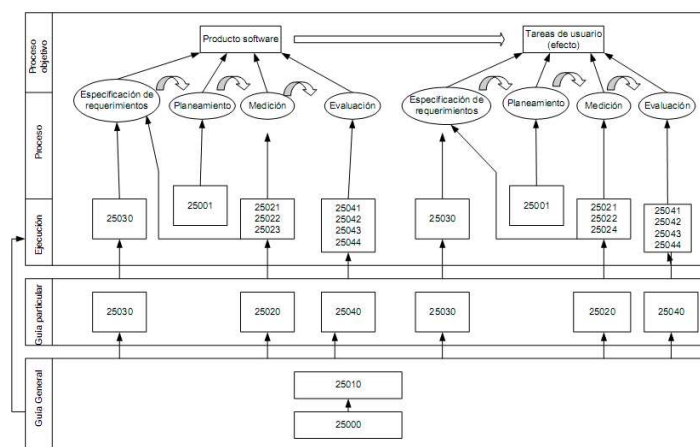 Proceso
objetivo
Producto software
Tareas de usuario
(efecto)
Proceso
Especificación de
requerimientos
Planeamiento
Medición
Evaluación
Especificación de
requerimientos
Planeamiento
Medición
Evaluación
Ejecución
25030
25001
25021
25022
25023
25041
25042
25043
25044
25030
25001
25021
25022
25024
25041
25042
25043
25044
Guía particular
25030
25020
25040
25030
25020
25040
Guía General
25010
25000